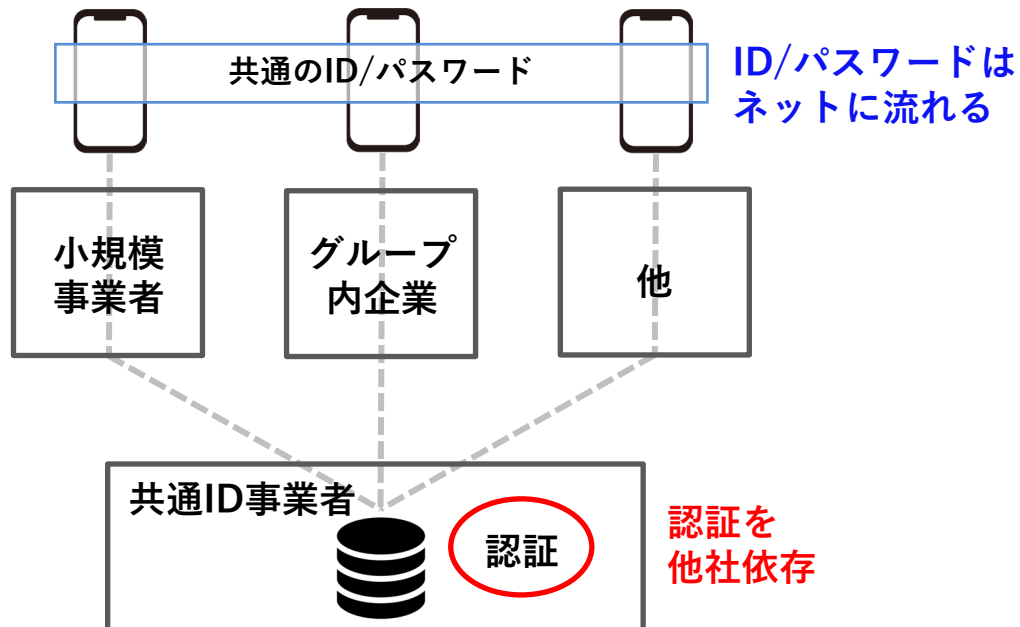 共通のID/パスワード
ID/パスワードは
ネットに流れる
小規模
事業者
グループ
内企業
他
共通ID事業者
認証
認証を
他社依存